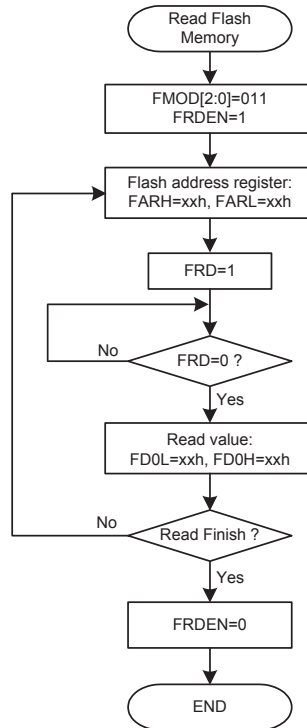 Read Flash
Memory
FMOD[2:0]=011
FRDEN=1
Flash address register:
FARH=xxh, FARL=xxh
FRD=1
No
FRD=0 ?
Yes
Read value:
FD0L=xxh, FD0H=xxh
No
Read Finish ?
Yes
FRDEN=0
END